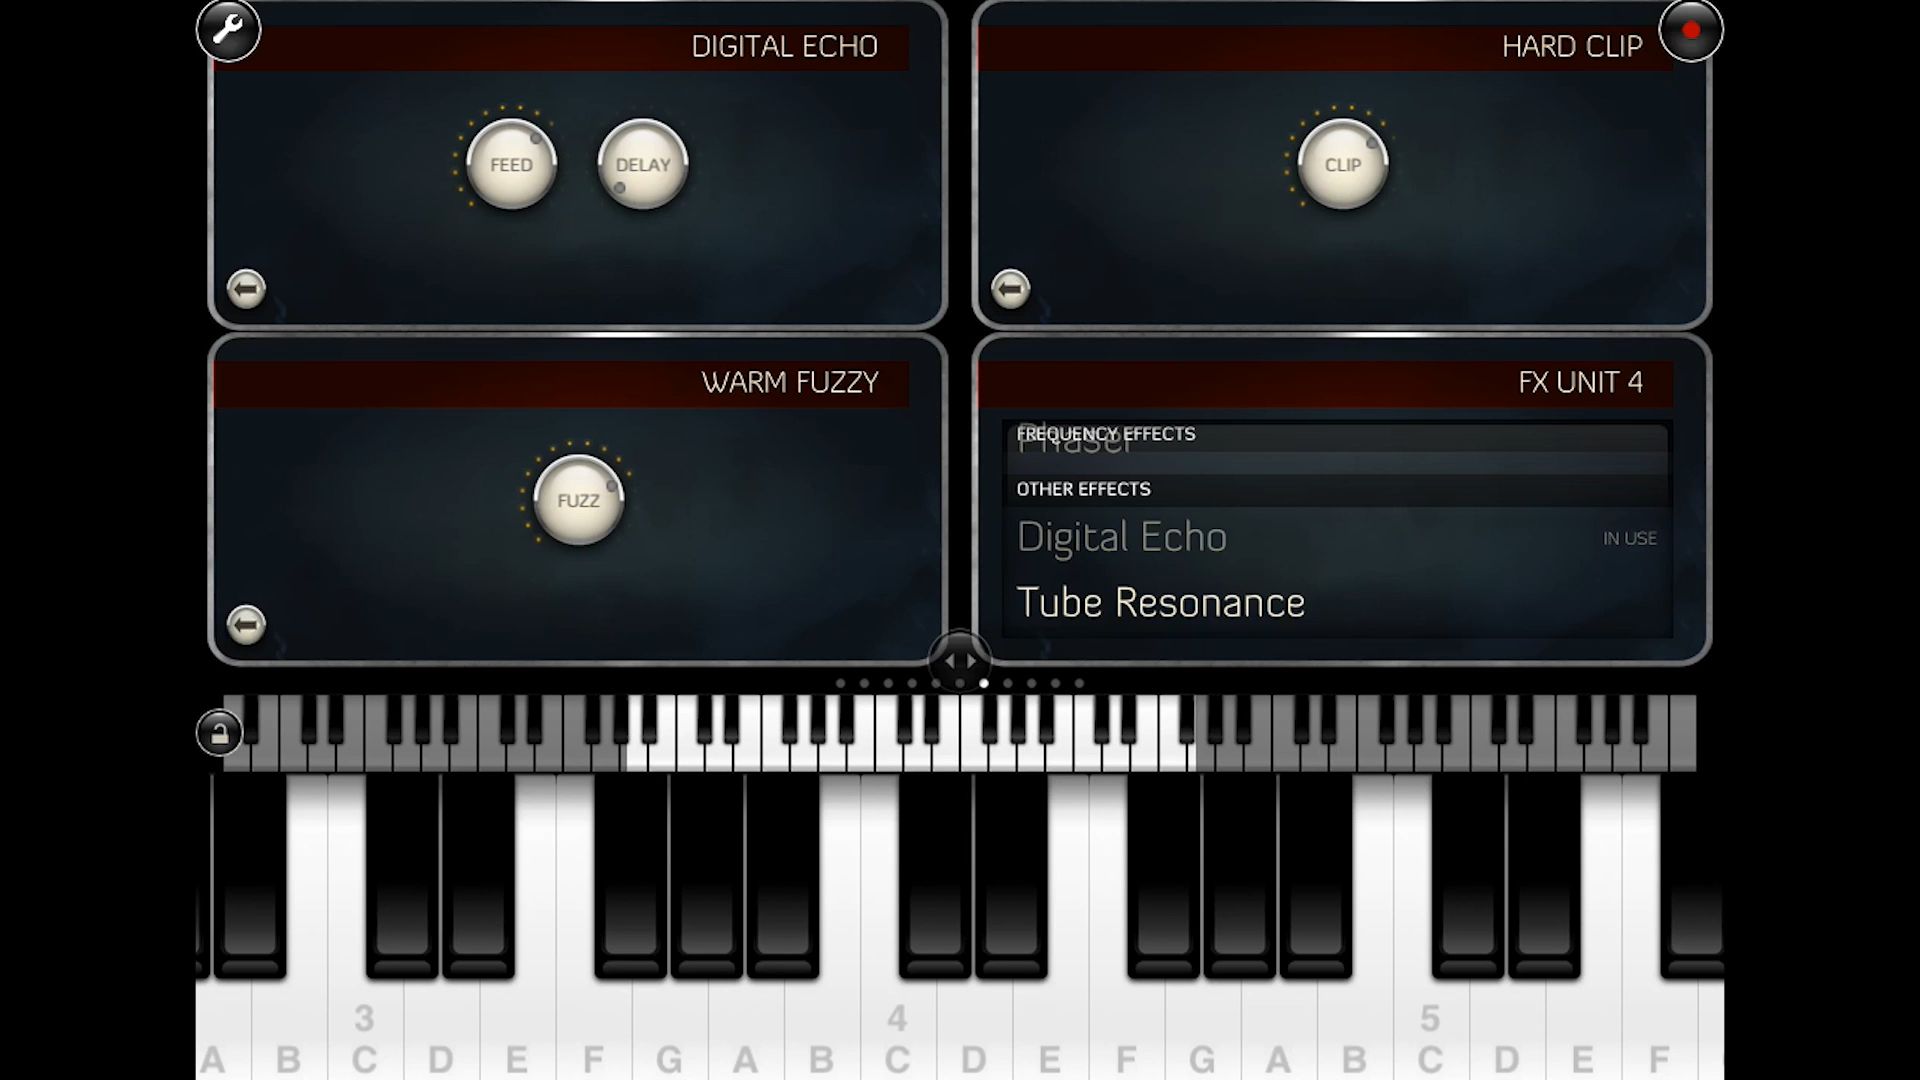 DIGITAL ECHO
FEED
DELAY
HARD CLIP
CLIP
WARM FUZZY
FUZZ
FX UNIT 4
Phaser
FREQUENCY EFFECTS
OTHER EFFECTS
Digital Echo IN USE
Tube Resonance
3 4 5
A B C D E F G A B C D E F G A B C D E F